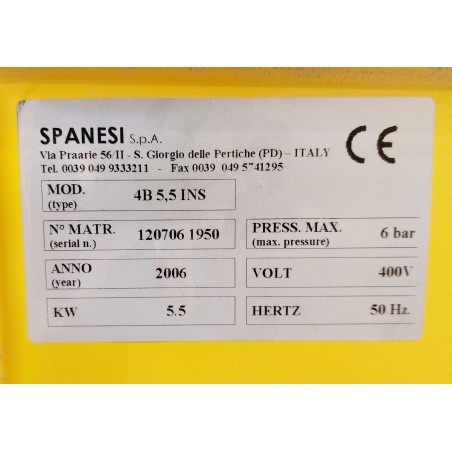 SPANESI S.p.A.
CE
Via Praarie 56/II - S. Giorgio delle Pertiche (PD) – ITALY
Tel. 0039 049 9333211 - Fax 0039 049 5741295
MOD. 4B 5,5 INS
(type)
N° MATR. 120706 1950 PRESS. MAX. 6 bar
(serial n.) (max. pressure)
ANNO 2006 VOLT 400V
(year)
KW 5.5 HERTZ 50 Hz.